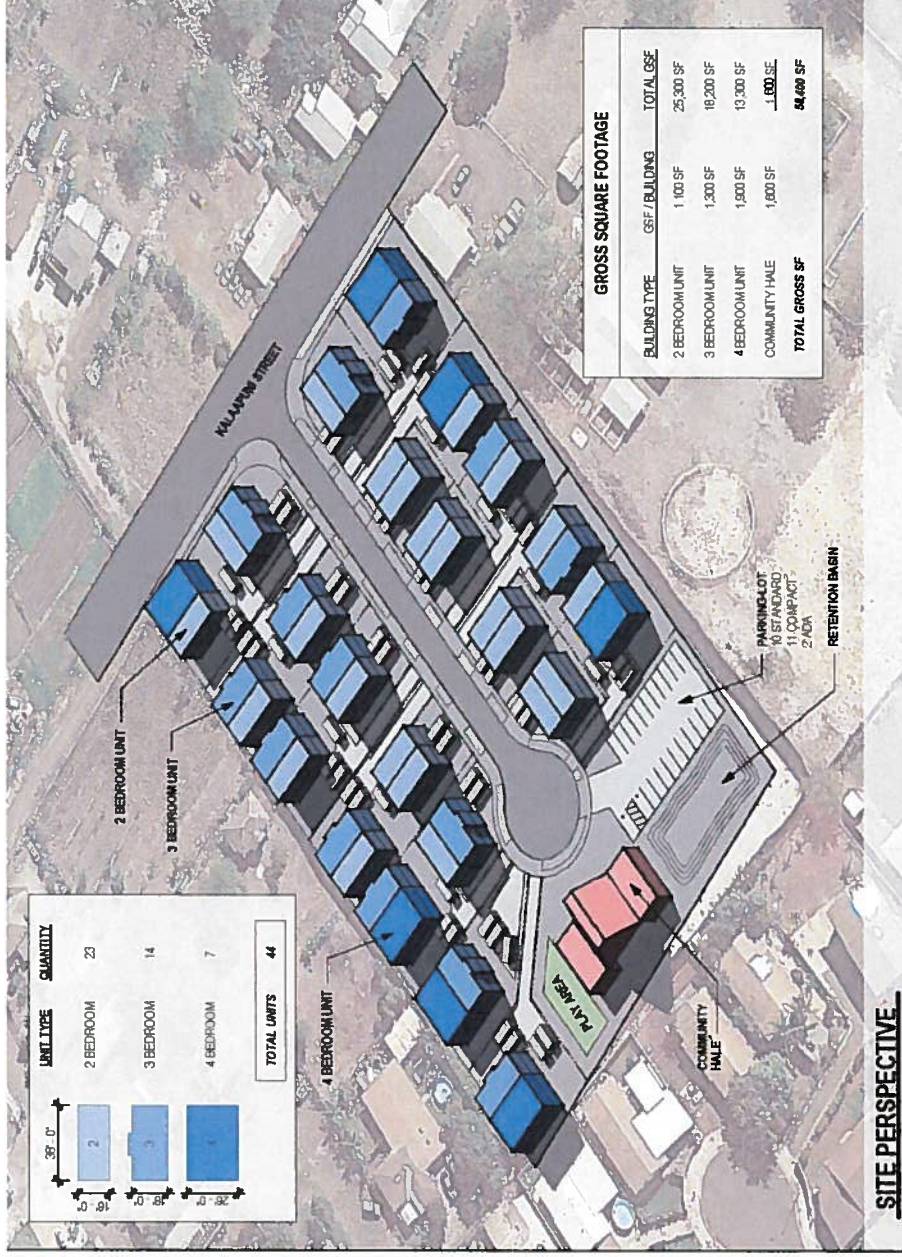 UNIT TYPE QUANTITY
36' - 0"
16' - 0"
2
2 BEDROOM 23
18' - 0"
3
3 BEDROOM 14
26' - 0"
4
4 BEDROOM 7
TOTAL UNITS 44
2 BEDROOM UNIT
3 BEDROOM UNIT
4 BEDROOM UNIT
KALAAPUNI STREET
PLAY AREA
COMMUNITY
HALE
PARKING LOT
10 STANDARD
11 COMPACT
2 ADA
RETENTION BASIN
GROSS SQUARE FOOTAGE
BUILDING TYPE GSF / BUILDING TOTAL GSF
2 BEDROOM UNIT 1,100 SF 25,300 SF
3 BEDROOM UNIT 1,300 SF 18,200 SF
4 BEDROOM UNIT 1,900 SF 13,300 SF
COMMUNITY HALE 1,600 SF 1,600 SF
TOTAL GROSS SF 58,400 SF
SITE PERSPECTIVE